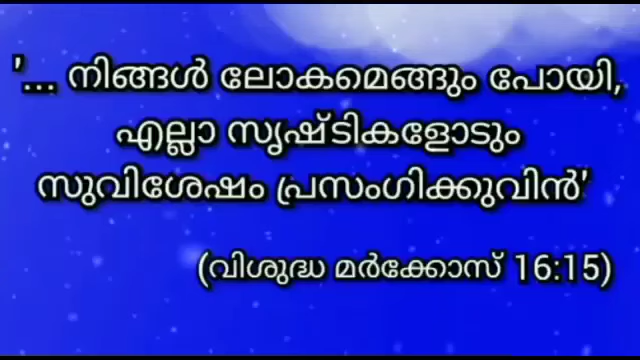 '... നിങ്ങൾ ലോകമെങ്ങും പോയി,
എല്ലാ സൃഷ്ടികളോടും
സുവിശേഷം പ്രസംഗിക്കുവിൻ'
(വിശുദ്ധ മർക്കോസ് 16:15)